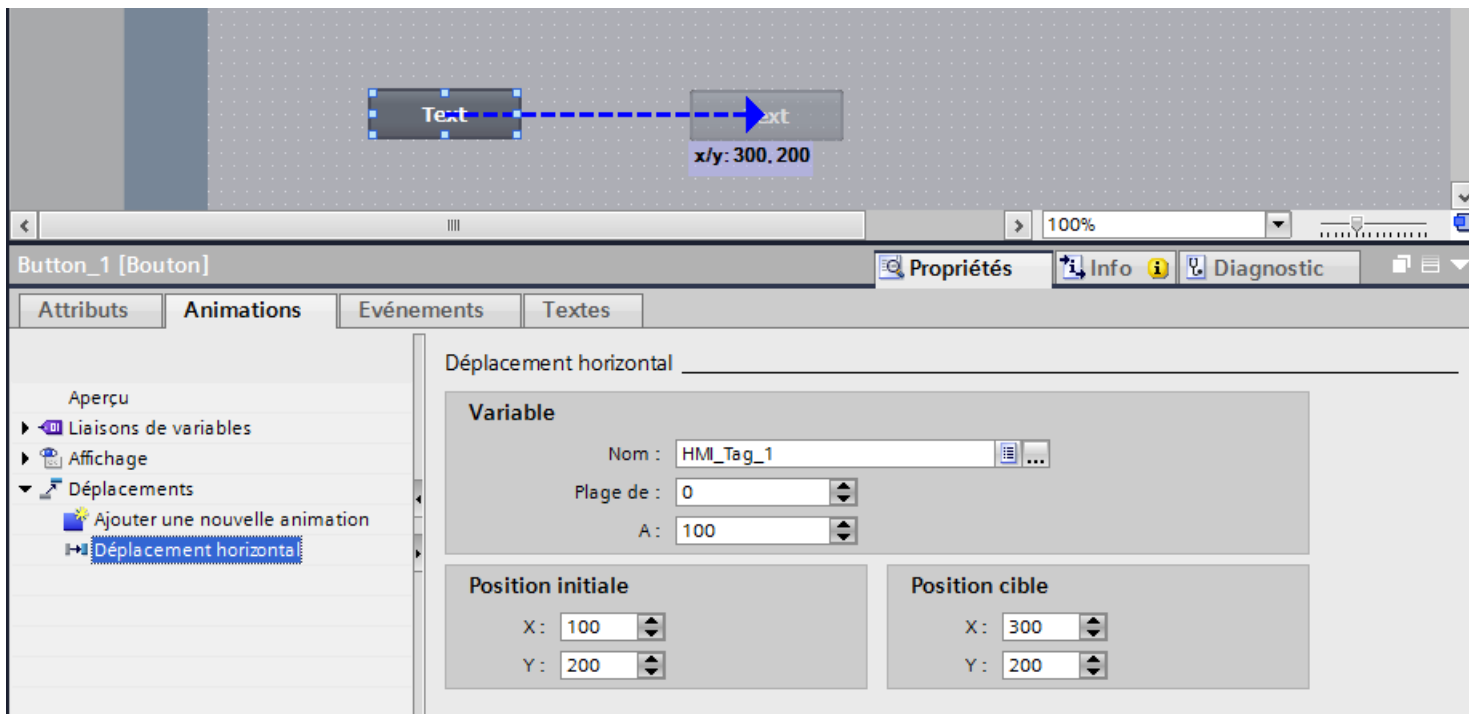 Text
Text
x/y: 300, 200
100%
Button_1 [Bouton]
Propriétés
Info
Diagnostic
Attributs
Animations
Evénements
Textes
Déplacement horizontal
Aperçu
Liaisons de variables
Affichage
Déplacements
Ajouter une nouvelle animation
Déplacement horizontal
Variable
Nom : HMI_Tag_1
Plage de : 0
A : 100
Position initiale
X : 100
Y : 200
Position cible
X : 300
Y : 200